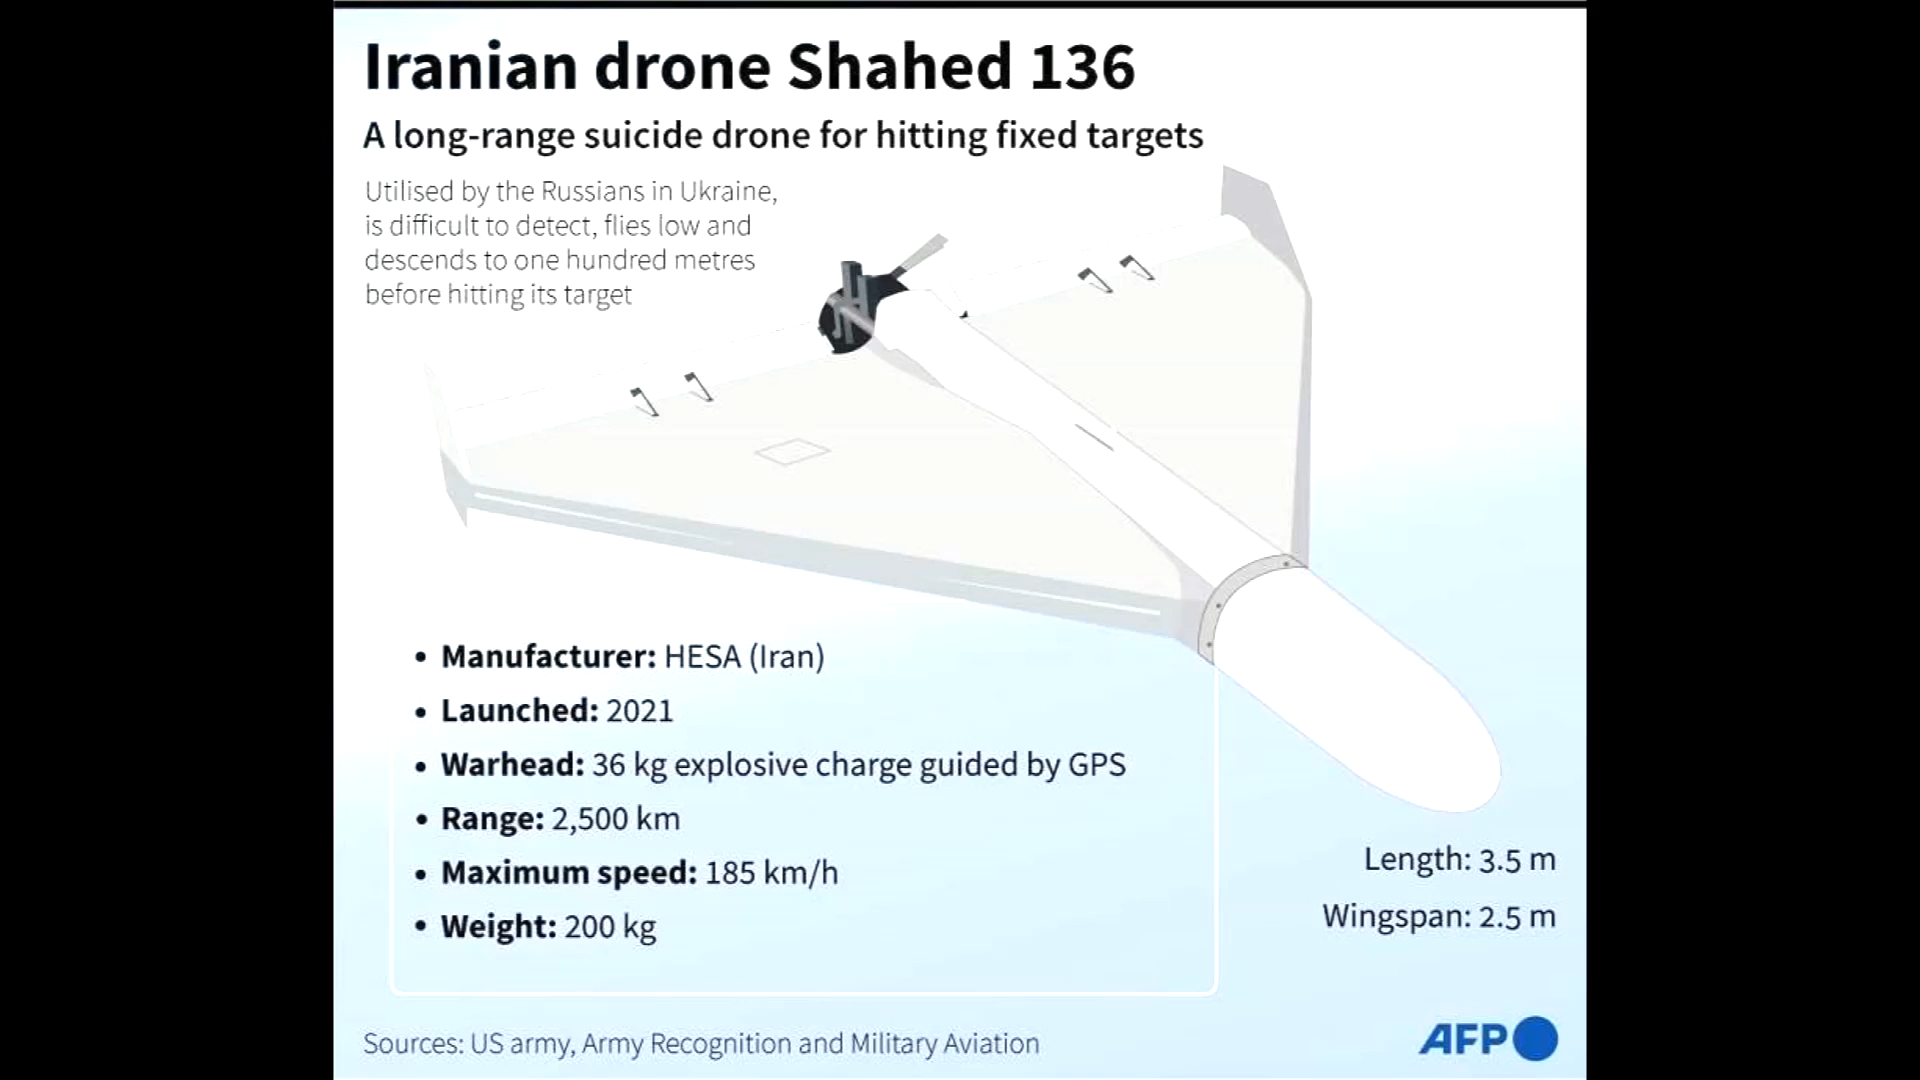 Iranian drone Shahed 136
A long-range suicide drone for hitting fixed targets
Utilised by the Russians in Ukraine,
is difficult to detect, flies low and
descends to one hundred metres
before hitting its target
• Manufacturer: HESA (Iran)
• Launched: 2021
• Warhead: 36 kg explosive charge guided by GPS
• Range: 2,500 km
• Maximum speed: 185 km/h
• Weight: 200 kg
Length: 3.5 m
Wingspan: 2.5 m
Sources: US army, Army Recognition and Military Aviation
AFP